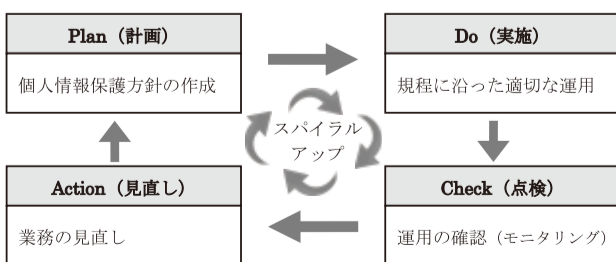 Plan（計画）
個人情報保護方針の作成
Do（実施）
規程に沿った適切な運用
スパイラル
アップ
Action（見直し）
業務の見直し
Check（点検）
運用の確認（モニタリング）